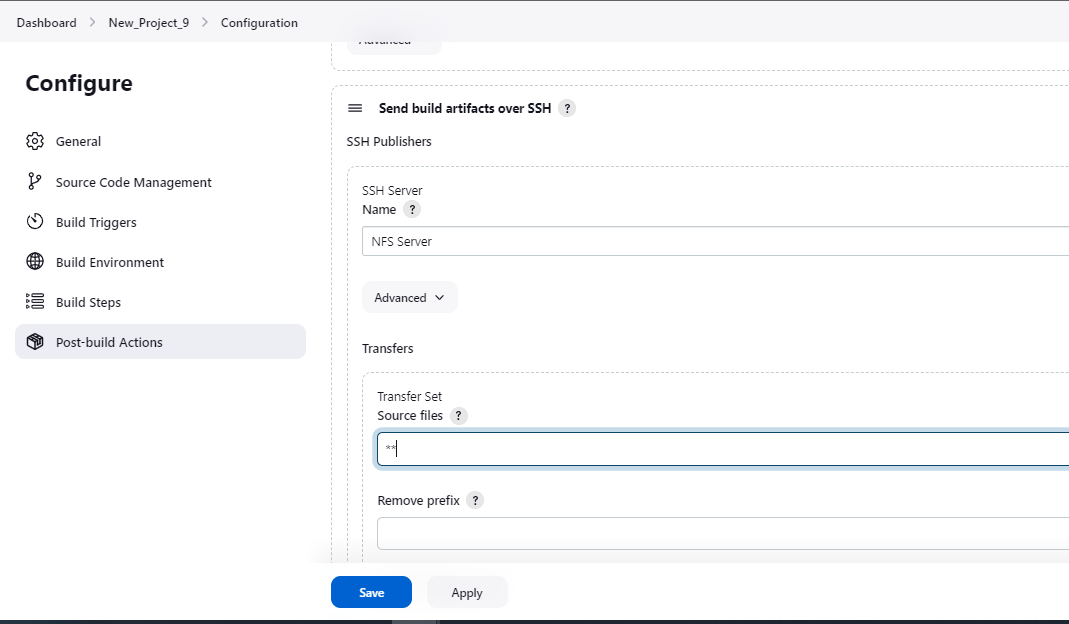 Dashboard > New_Project_9 > Configuration
Configure
General
Source Code Management
Build Triggers
Build Environment
Build Steps
Post-build Actions
Advanced
Send build artifacts over SSH ?
SSH Publishers
SSH Server
Name ?
NFS Server
Advanced
Transfers
Transfer Set
Source files ?
**
Remove prefix ?
Save
Apply